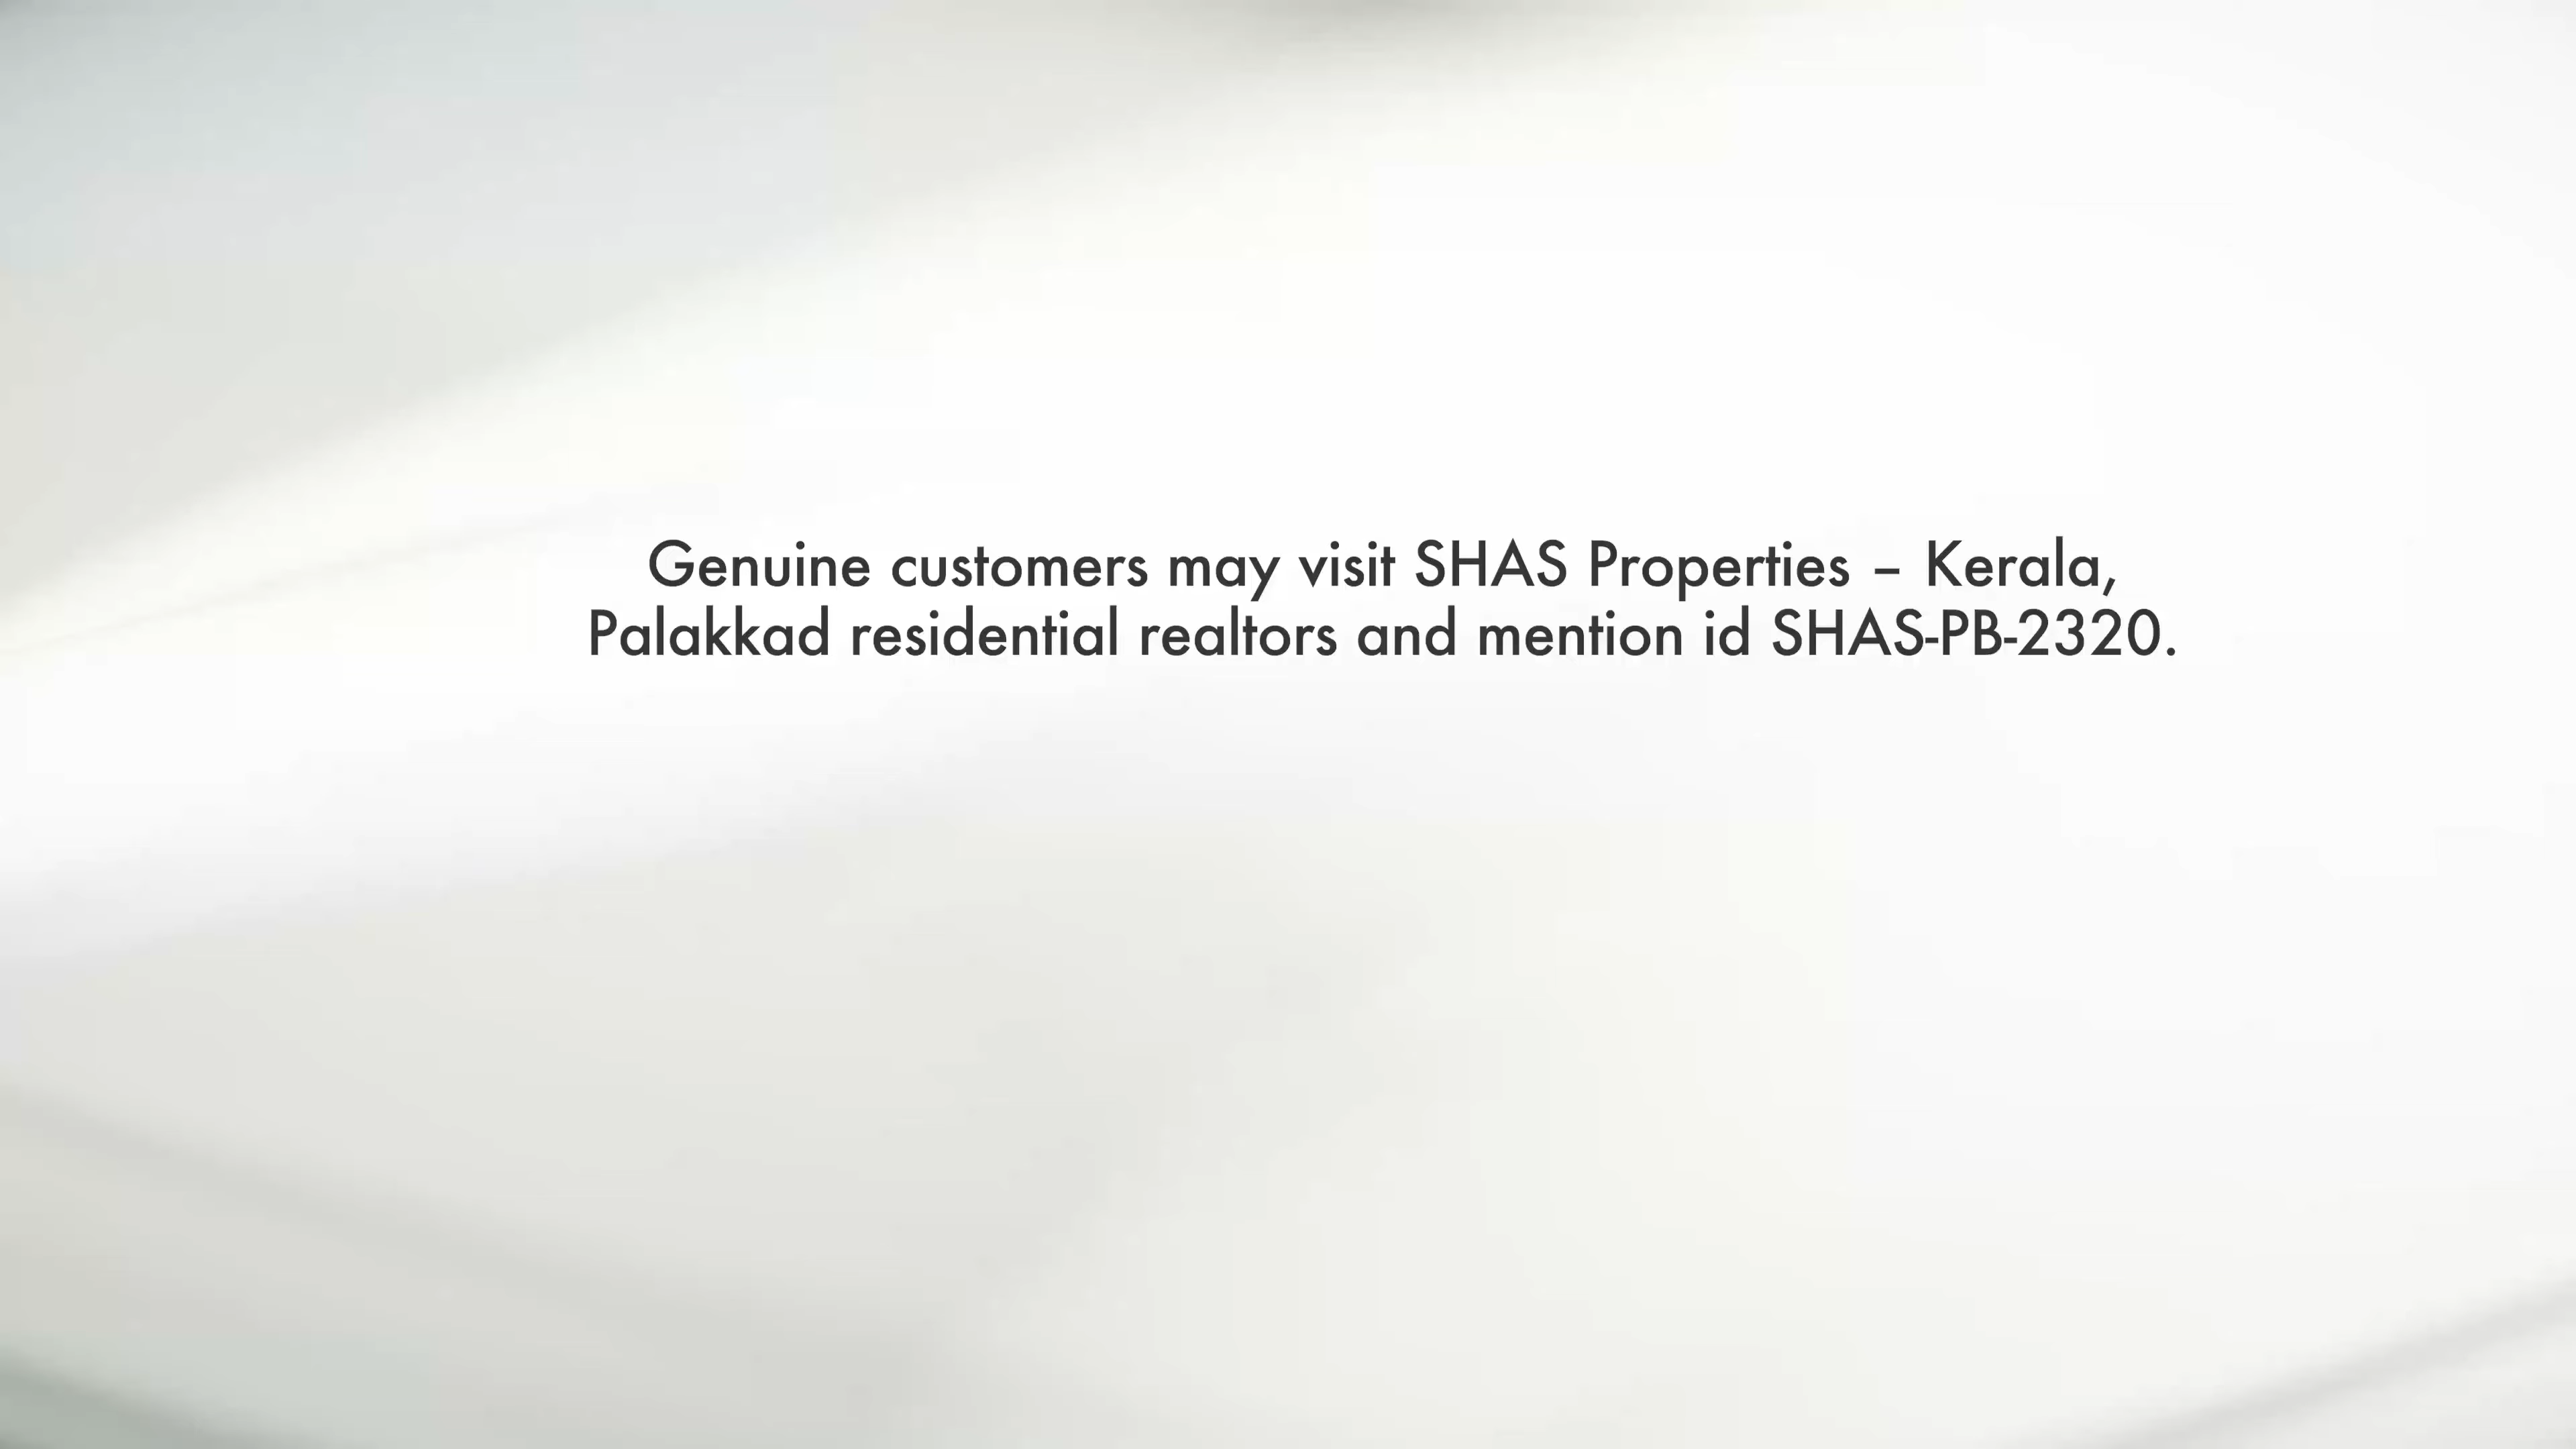 Genuine customers may visit SHAS Properties – Kerala,
Palakkad residential realtors and mention id SHAS-PB-2320.